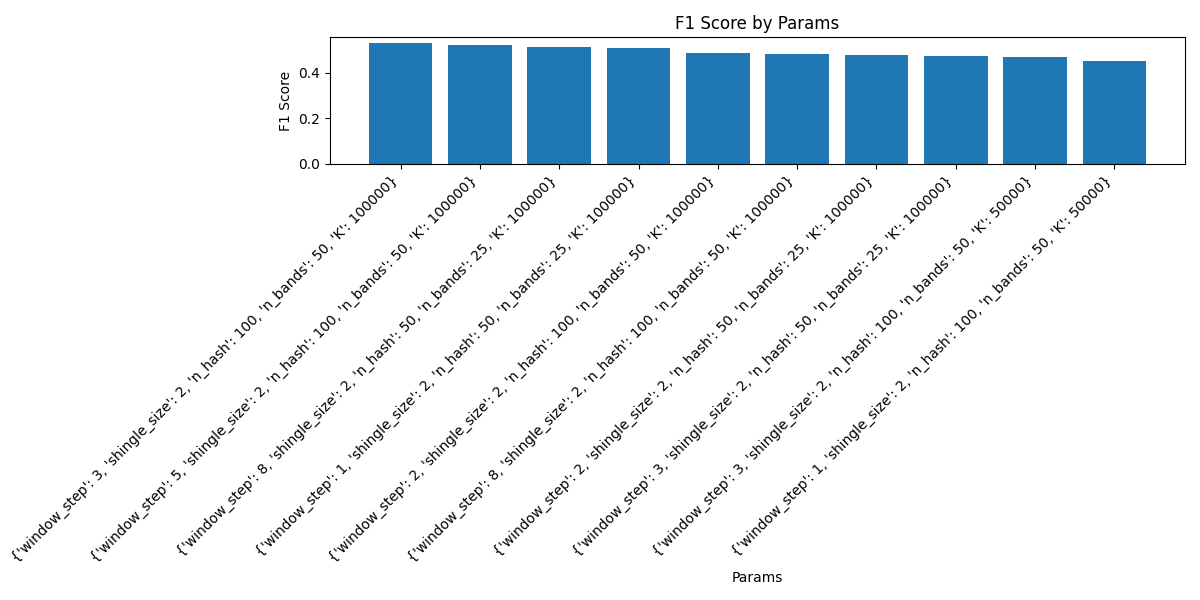 F1 Score by Params
F1 Score
0.4
0.2
0.0
{'window_step': 3, 'shingle_size': 2, 'n_hash': 100, 'n_bands': 50, 'K': 100000}
{'window_step': 5, 'shingle_size': 2, 'n_hash': 100, 'n_bands': 50, 'K': 100000}
{'window_step': 8, 'shingle_size': 2, 'n_hash': 50, 'n_bands': 25, 'K': 100000}
{'window_step': 1, 'shingle_size': 2, 'n_hash': 50, 'n_bands': 25, 'K': 100000}
{'window_step': 2, 'shingle_size': 2, 'n_hash': 100, 'n_bands': 50, 'K': 100000}
{'window_step': 8, 'shingle_size': 2, 'n_hash': 100, 'n_bands': 50, 'K': 100000}
{'window_step': 2, 'shingle_size': 2, 'n_hash': 50, 'n_bands': 25, 'K': 100000}
{'window_step': 3, 'shingle_size': 2, 'n_hash': 50, 'n_bands': 25, 'K': 100000}
{'window_step': 3, 'shingle_size': 2, 'n_hash': 100, 'n_bands': 50, 'K': 50000}
{'window_step': 1, 'shingle_size': 2, 'n_hash': 100, 'n_bands': 50, 'K': 50000}
Params